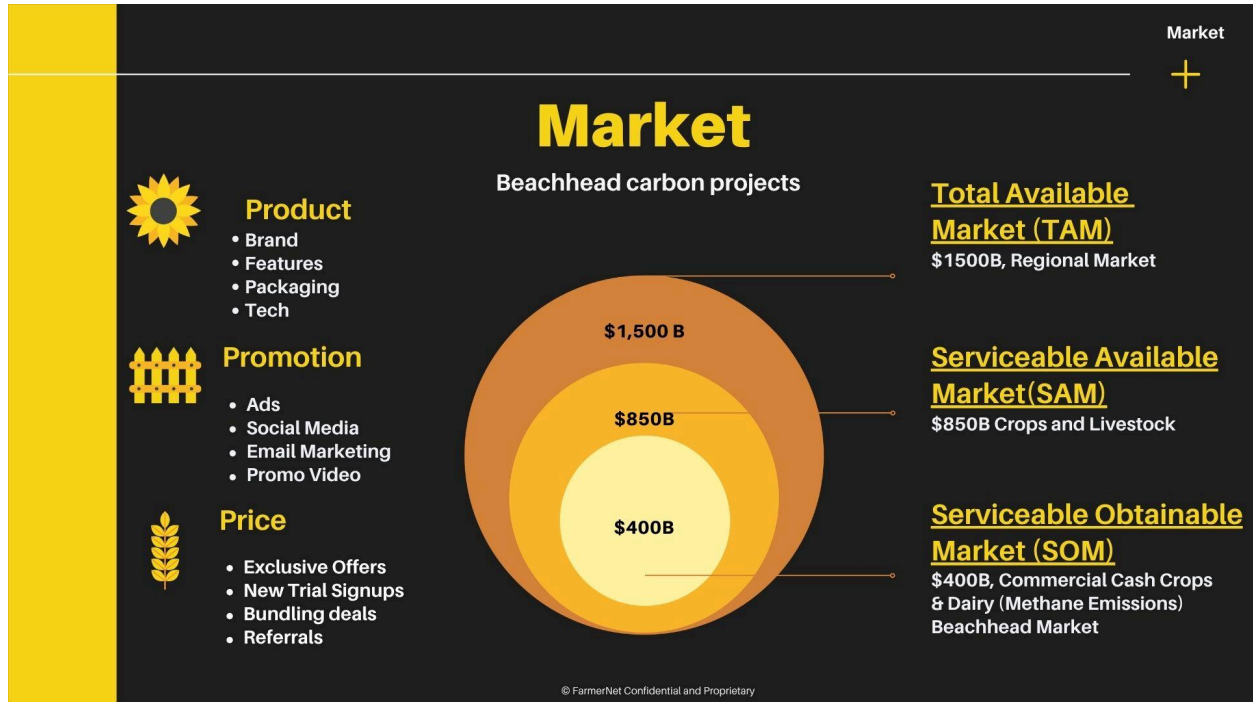 Market
Market
Beachhead carbon projects
Product
• Brand
• Features
• Packaging
• Tech
Promotion
• Ads
• Social Media
• Email Marketing
• Promo Video
Price
• Exclusive Offers
• New Trial Signups
• Bundling deals
• Referrals
$1,500 B
$850B
$400B
Total Available
Market (TAM)
$1500B, Regional Market
Serviceable Available
Market(SAM)
$850B Crops and Livestock
Serviceable Obtainable
Market (SOM)
$400B, Commercial Cash Crops
& Dairy (Methane Emissions)
Beachhead Market
© FarmerNet Confidential and Proprietary